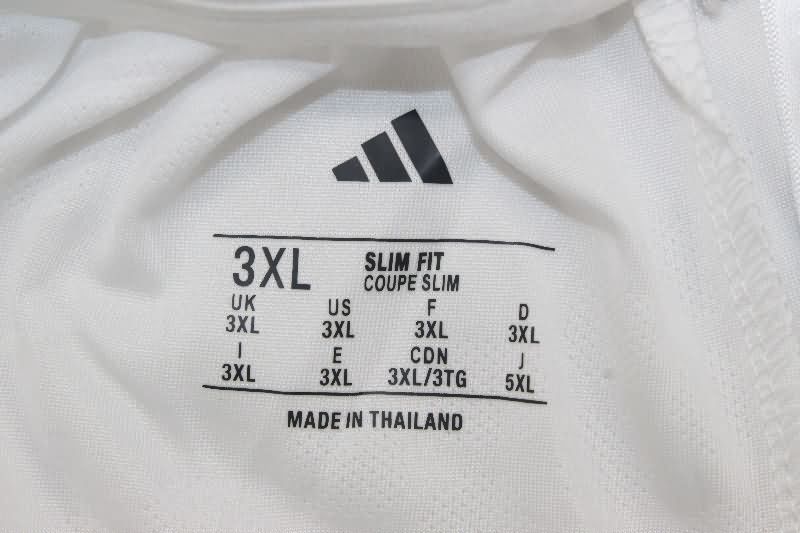 3XL SLIM FIT
COUPE SLIM
UK US F D
3XL 3XL 3XL 3XL
I E CDN J
3XL 3XL 3XL/3TG 5XL
MADE IN THAILAND